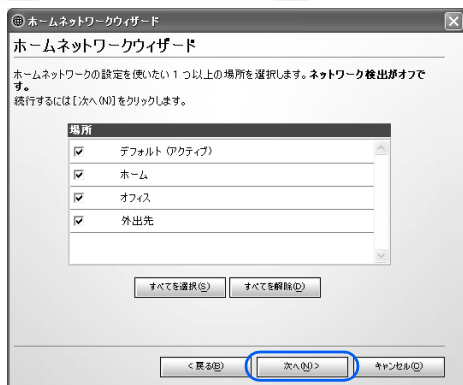 ホームネットワークウィザード
ホームネットワークウィザード
ホームネットワークの設定を使いたい 1 つ以上の場所を選択します。ネットワーク検出がオフで
す。
続行するには [次へ(N)] をクリックします。
場所
デフォルト (アクティブ)
ホーム
オフィス
外出先
すべてを選択(S) すべてを解除(D)
< 戻る(B) 次へ(N) > キャンセル(C)